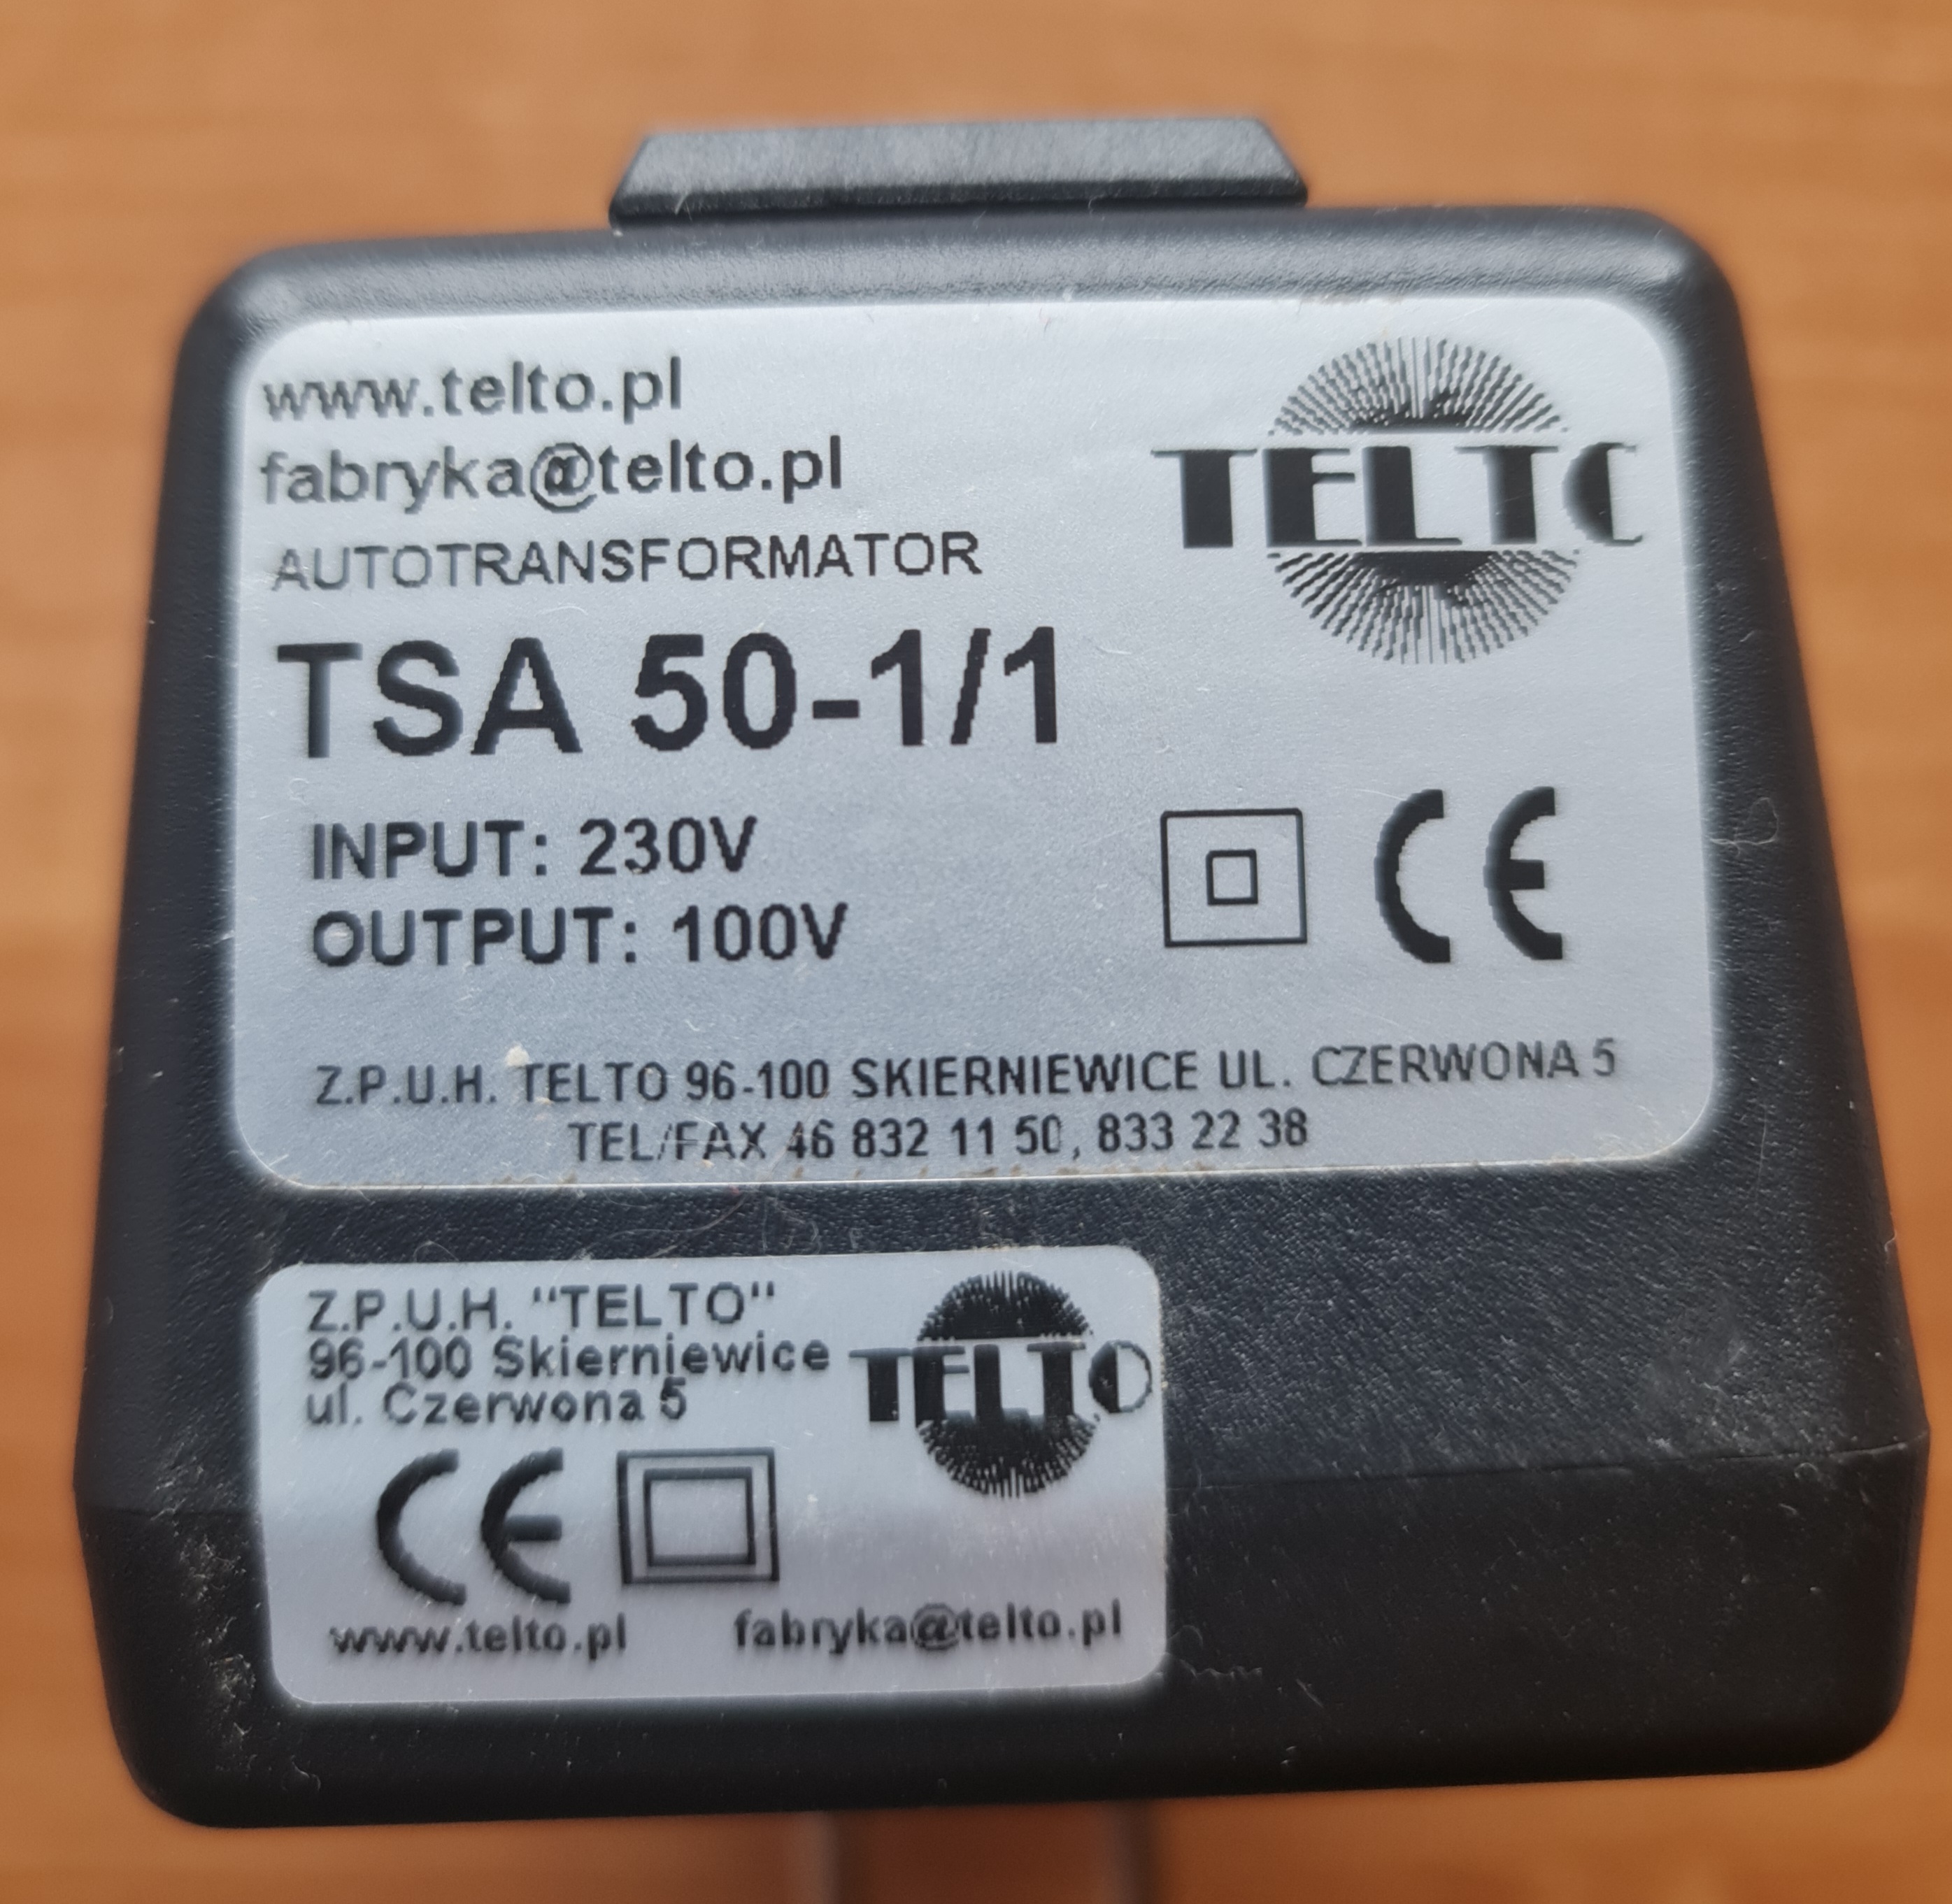 www.telto.pl
fabryka@telto.pl
TELTO
AUTOTRANSFORMATOR
TSA 50-1/1
INPUT: 230V
OUTPUT: 100V
CE
Z.P.U.H. TELTO 96-100 SKIERNIEWICE UL. CZERWONA 5
TEL/FAX 46 832 11 50, 833 22 38
Z.P.U.H. "TELTO"
96-100 Skierniewice
ul. Czerwona 5
TELTO
CE
www.telto.pl fabryka@telto.pl